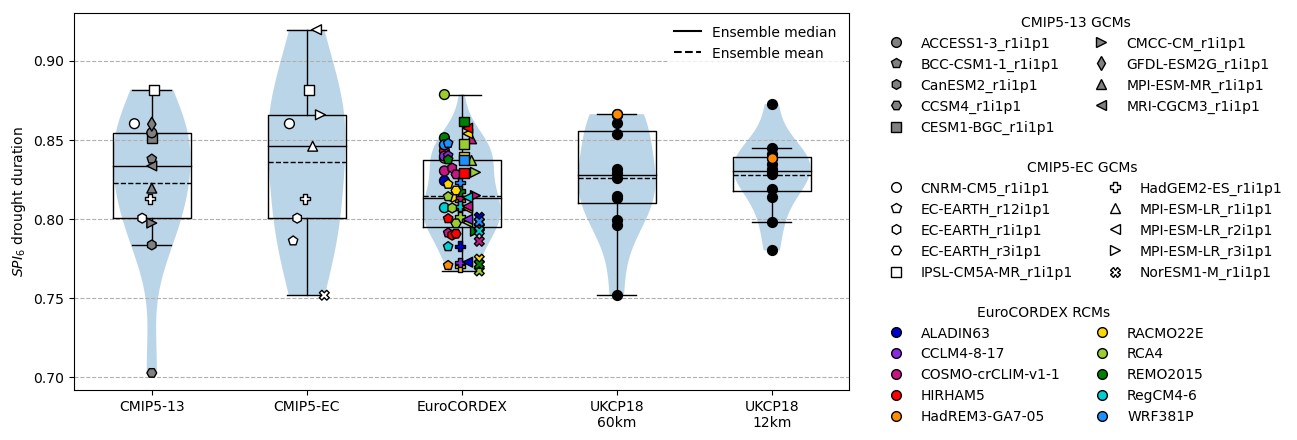 0.90
0.85
0.80
0.75
0.70
SPI6 drought duration
Ensemble median
Ensemble mean
CMIP5-13
CMIP5-EC
EuroCORDEX
UKCP18
60km
UKCP18
12km
CMIP5-13 GCMs
ACCESS1-3_r1i1p1
BCC-CSM1-1_r1i1p1
CanESM2_r1i1p1
CCSM4_r1i1p1
CESM1-BGC_r1i1p1
CMCC-CM_r1i1p1
GFDL-ESM2G_r1i1p1
MPI-ESM-MR_r1i1p1
MRI-CGCM3_r1i1p1
CMIP5-EC GCMs
CNRM-CM5_r1i1p1
EC-EARTH_r12i1p1
EC-EARTH_r1i1p1
EC-EARTH_r3i1p1
IPSL-CM5A-MR_r1i1p1
HadGEM2-ES_r1i1p1
MPI-ESM-LR_r1i1p1
MPI-ESM-LR_r2i1p1
MPI-ESM-LR_r3i1p1
NorESM1-M_r1i1p1
EuroCORDEX RCMs
ALADIN63
CCLM4-8-17
COSMO-crCLIM-v1-1
HIRHAM5
HadREM3-GA7-05
RACMO22E
RCA4
REMO2015
RegCM4-6
WRF381P